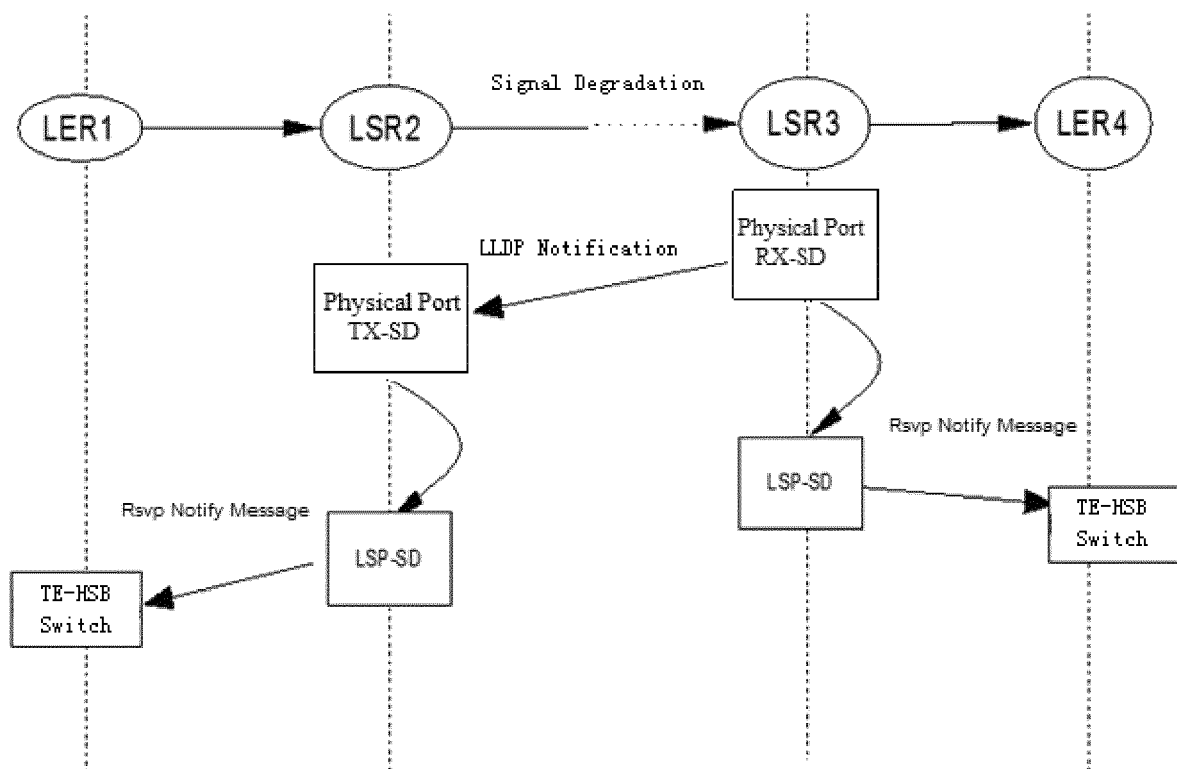 Signal Degradation
LER1
LSR2
LSR3
LER4
Physical Port
RX-SD
LLDP Notification
Physical Port
TX-SD
Rsvp Notify Message
LSP-SD
TE-HSB
Switch
Rsvp Notify Message
LSP-SD
TE-HSB
Switch